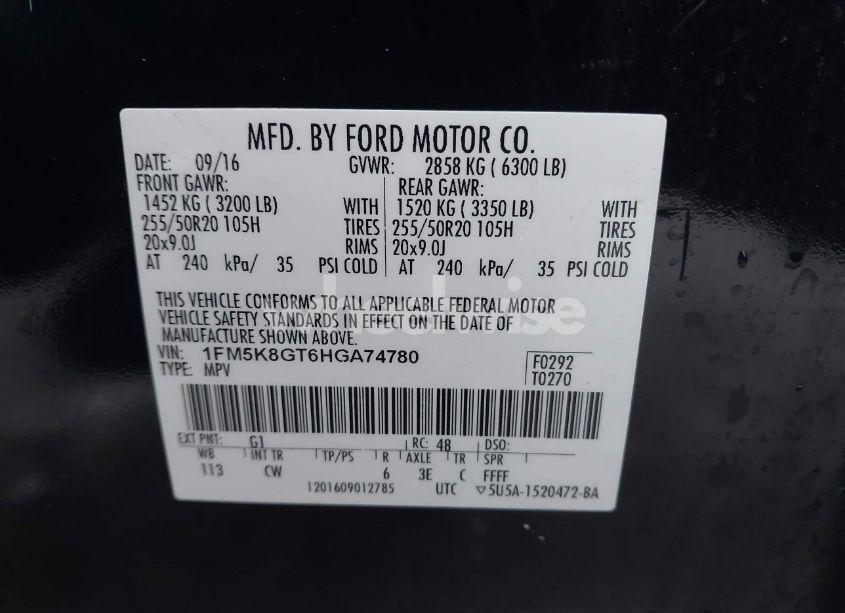 MFD. BY FORD MOTOR CO.
DATE: 09/16 GVWR: 2858 KG ( 6300 LB)
FRONT GAWR: REAR GAWR:
1452 KG ( 3200 LB) WITH 1520 KG ( 3350 LB) WITH
255/50R20 105H TIRES 255/50R20 105H TIRES
20x9.0J RIMS 20x9.0J RIMS
AT 240 kPa/ 35 PSI COLD AT 240 kPa/ 35 PSI COLD
THIS VEHICLE CONFORMS TO ALL APPLICABLE FEDERAL MOTOR
VEHICLE SAFETY STANDARDS IN EFFECT ON THE DATE OF
MANUFACTURE SHOWN ABOVE.
VIN: 1FM5K8GT6HGA74780 F0292
TYPE: MPV T0270
EXT PNT: G1 RC: 48 DSO:
WB INT TR TP/PS R AXLE TR SPR
113 CW 6 3E C FFFF
1201609012785 UTC ▽5U5A-1520472-BA